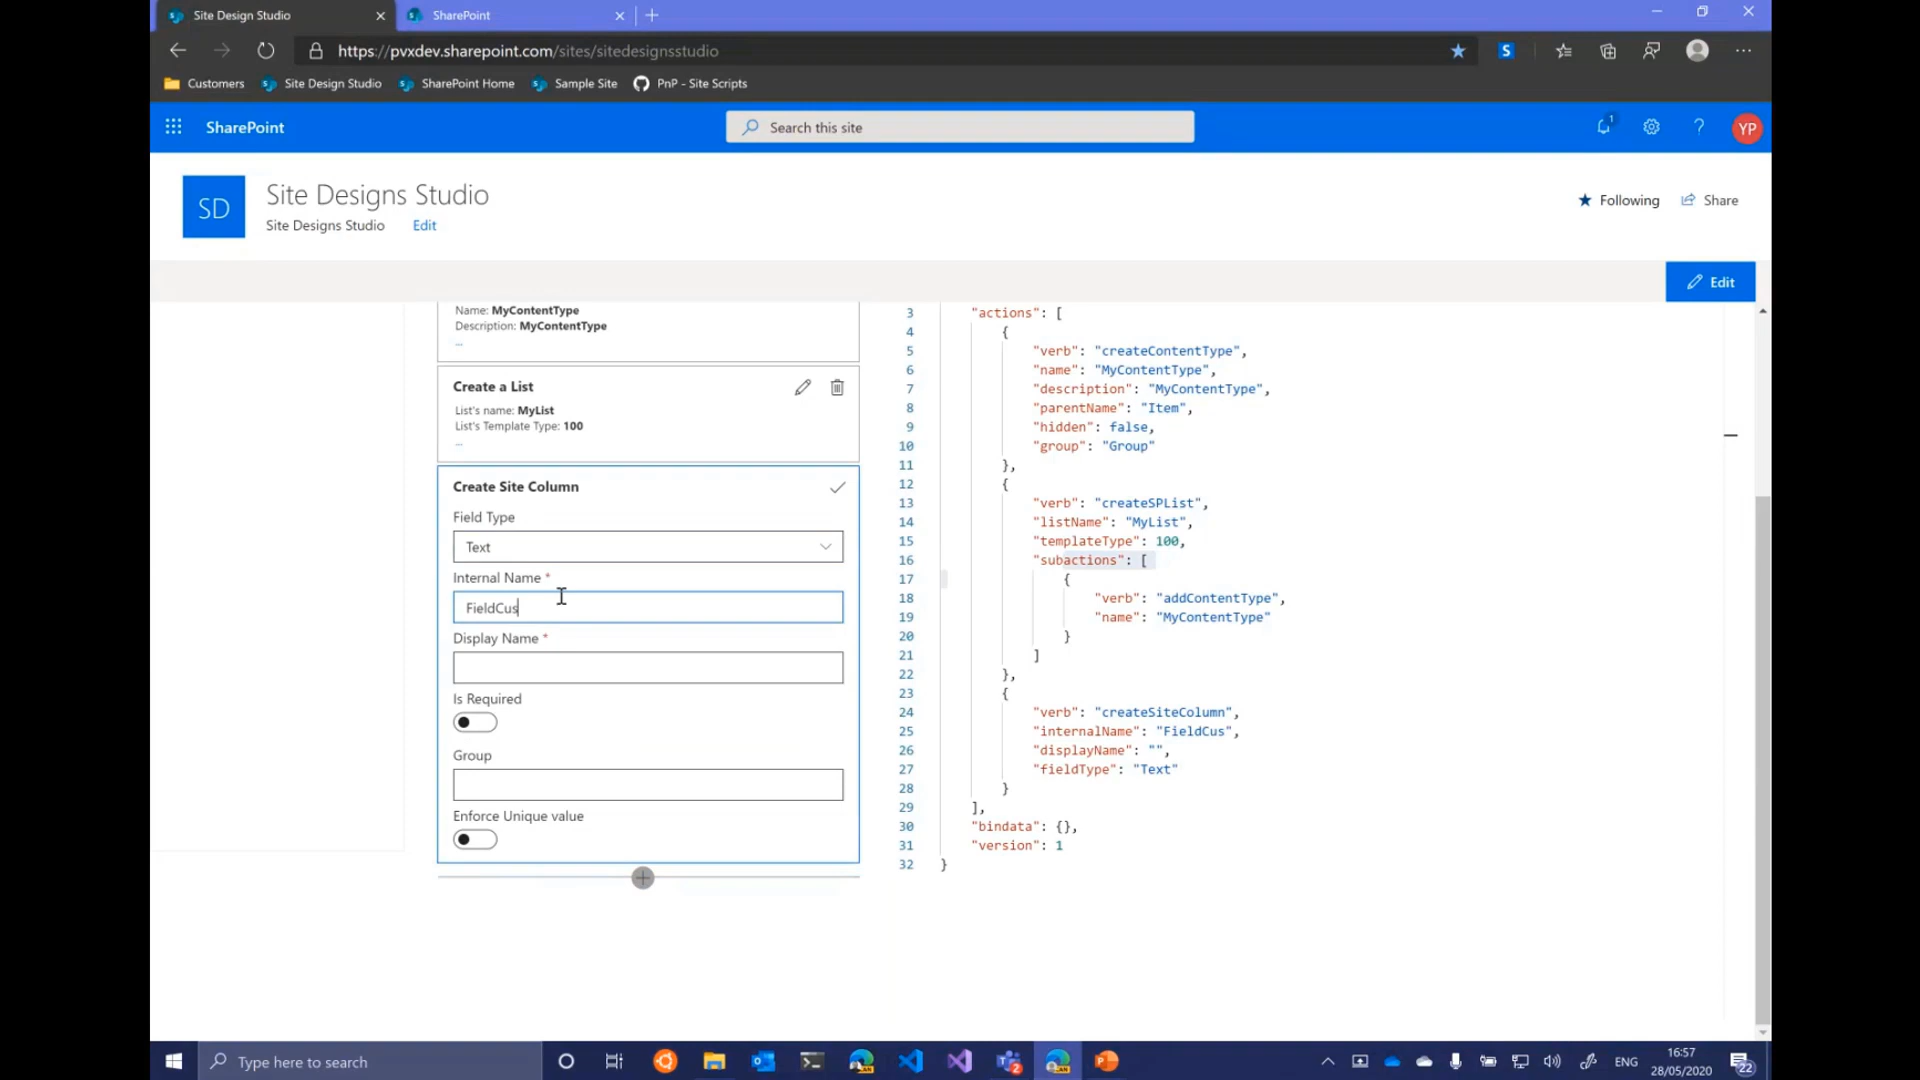 Site Design Studio
SharePoint
https://pvxdev.sharepoint.com/sites/sitedesignsstudio
S
Customers
Site Design Studio
SharePoint Home
Sample Site
PnP - Site Scripts
SharePoint
Search this site
1
?
YP
SD
Site Designs Studio
Site Designs Studio
Edit
Following
Share
Edit
Name: MyContentType
Description: MyContentType
...
Create a List
List's name: MyList
List's Template Type: 100
...
Create Site Column
Field Type
Text
Internal Name *
FieldCus
Display Name *
Is Required
Group
Enforce Unique value
3 "actions": [
4 {
5 "verb": "createContentType",
6 "name": "MyContentType",
7 "description": "MyContentType",
8 "parentName": "Item",
9 "hidden": false,
10 "group": "Group"
11 },
12 {
13 "verb": "createSPList",
14 "listName": "MyList",
15 "templateType": 100,
16 "subactions": [
17 {
18 "verb": "addContentType",
19 "name": "MyContentType"
20 }
21 ]
22 },
23 {
24 "verb": "createSiteColumn",
25 "internalName": "FieldCus",
26 "displayName": "",
27 "fieldType": "Text"
28 }
29 ],
30 "bindata": {},
31 "version": 1
32 }
Type here to search
2
ENG
16:57
28/05/2020
22